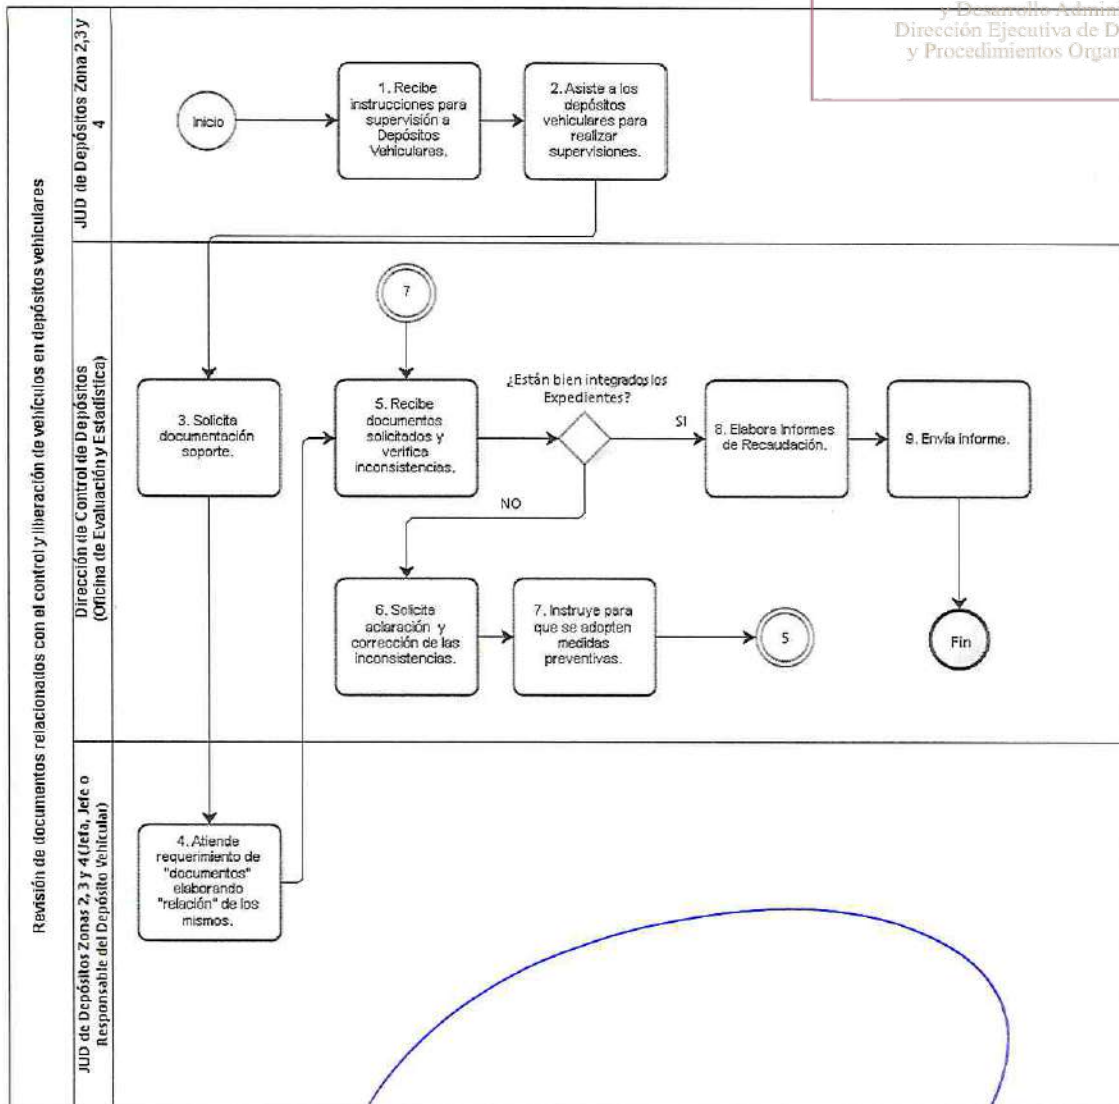 y Desarrollo Admin
Dirección Ejecutiva de D
y Procedimientos Organ
Revisión de documentos relacionados con el control y liberación de vehículos en depósitos vehiculares
JUD de Depósitos Zona 2,3 y
4
Inicio
1. Recibe
instrucciones para
supervisión a
Depósitos
Vehiculares.
2. Asiste a los
depósitos
vehiculares para
realizar
supervisiones.
Dirección de Control de Depósitos
(Oficina de Evaluación y Estadística)
7
3. Solicita
documentación
soporte.
5. Recibe
documentos
solicitados y
verifica
inconsistencias.
¿Están bien integrados los
Expedientes?
SI
8. Elabora Informes
de Recaudación.
9. Envía informe.
NO
6. Solicita
aclaración y
corrección de las
inconsistencias.
7. Instruye para
que se adopten
medidas
preventivas.
5
Fin
JUD de Depósitos Zonas 2, 3 y 4 (Jefa, Jefe o
Responsable del Depósito Vehicular)
4. Atiende
requerimiento de
"documentos"
elaborando
"relación" de los
mismos.